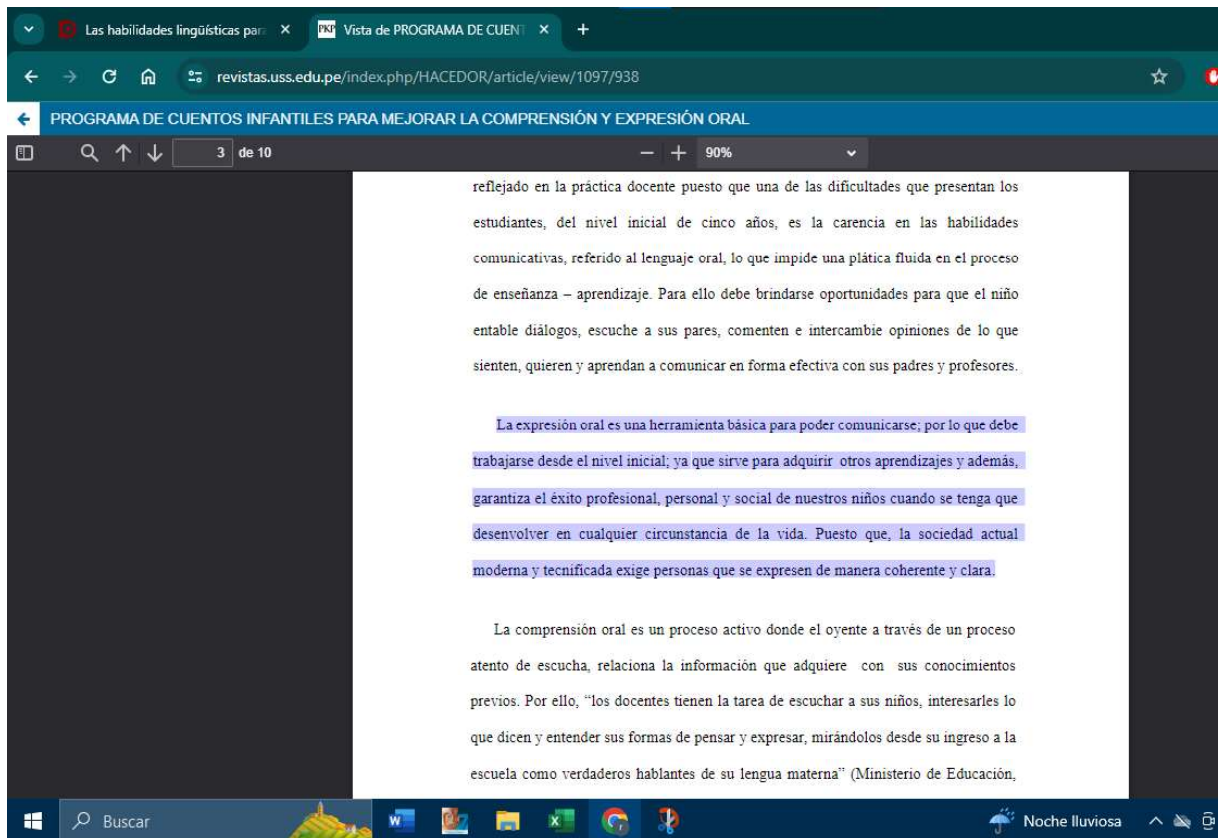 Las habilidades lingüísticas par
PKP Vista de PROGRAMA DE CUENT
revistas.uss.edu.pe/index.php/HACEDOR/article/view/1097/938
PROGRAMA DE CUENTOS INFANTILES PARA MEJORAR LA COMPRENSIÓN Y EXPRESIÓN ORAL
3 de 10 90%
reflejado en la práctica docente puesto que una de las dificultades que presentan los
estudiantes, del nivel inicial de cinco años, es la carencia en las habilidades
comunicativas, referido al lenguaje oral, lo que impide una plática fluida en el proceso
de enseñanza – aprendizaje. Para ello debe brindarse oportunidades para que el niño
entable diálogos, escuche a sus pares, comenten e intercambie opiniones de lo que
sienten, quieren y aprendan a comunicar en forma efectiva con sus padres y profesores.
La expresión oral es una herramienta básica para poder comunicarse; por lo que debe
trabajarse desde el nivel inicial; ya que sirve para adquirir otros aprendizajes y además,
garantiza el éxito profesional, personal y social de nuestros niños cuando se tenga que
desenvolver en cualquier circunstancia de la vida. Puesto que, la sociedad actual
moderna y tecnificada exige personas que se expresen de manera coherente y clara.
La comprensión oral es un proceso activo donde el oyente a través de un proceso
atento de escucha, relaciona la información que adquiere con sus conocimientos
previos. Por ello, “los docentes tienen la tarea de escuchar a sus niños, interesarles lo
que dicen y entender sus formas de pensar y expresar, mirándolos desde su ingreso a la
escuela como verdaderos hablantes de su lengua materna” (Ministerio de Educación,
Buscar
Noche lluviosa